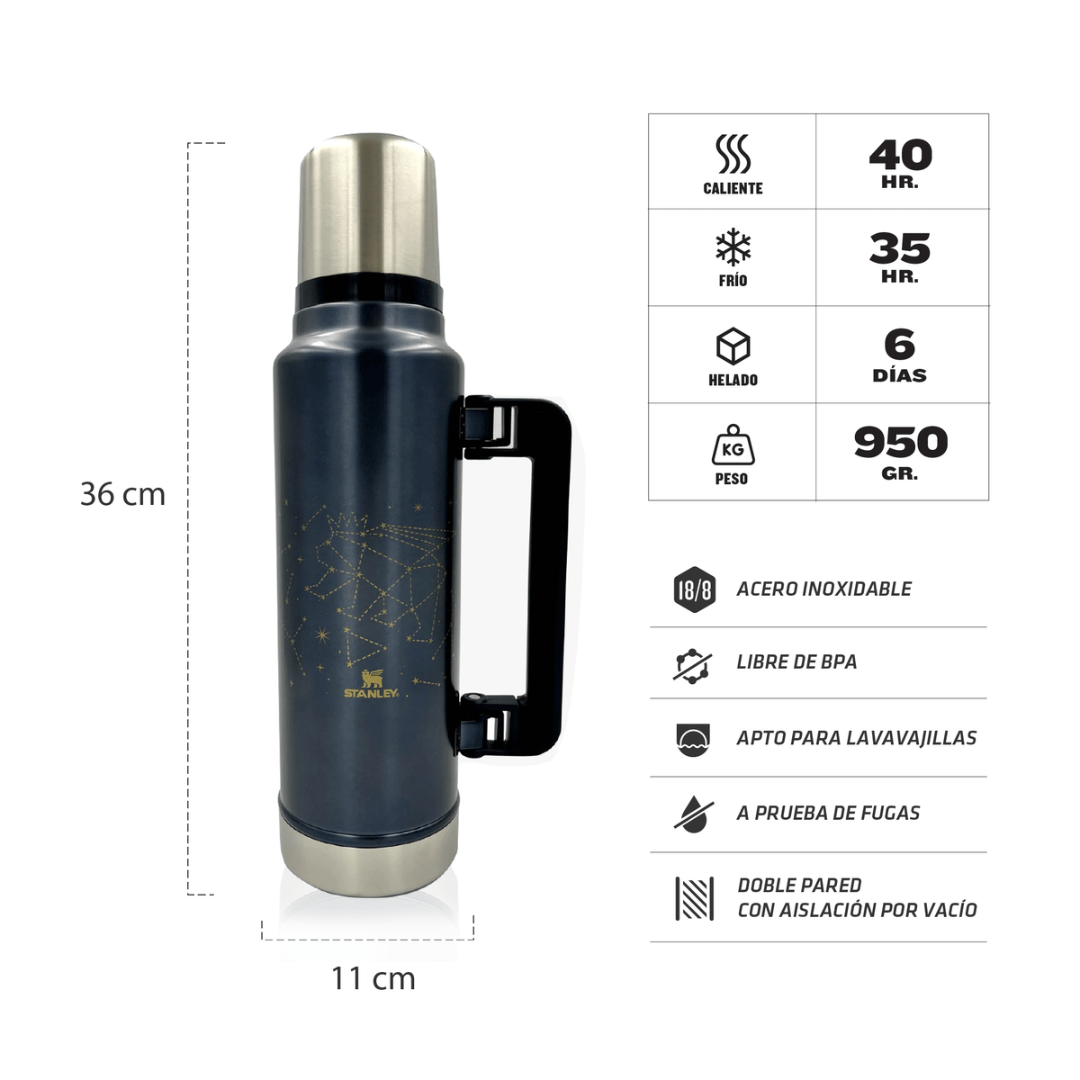 40
HR.
CALIENTE
35
HR.
FRÍO
6
DÍAS
HELADO
950
GR.
KG
PESO
36 cm
18/8 ACERO INOXIDABLE
LIBRE DE BPA
STANLEY
APTO PARA LAVAVAJILLAS
A PRUEBA DE FUGAS
DOBLE PARED
CON AISLACIÓN POR VACÍO
11 cm